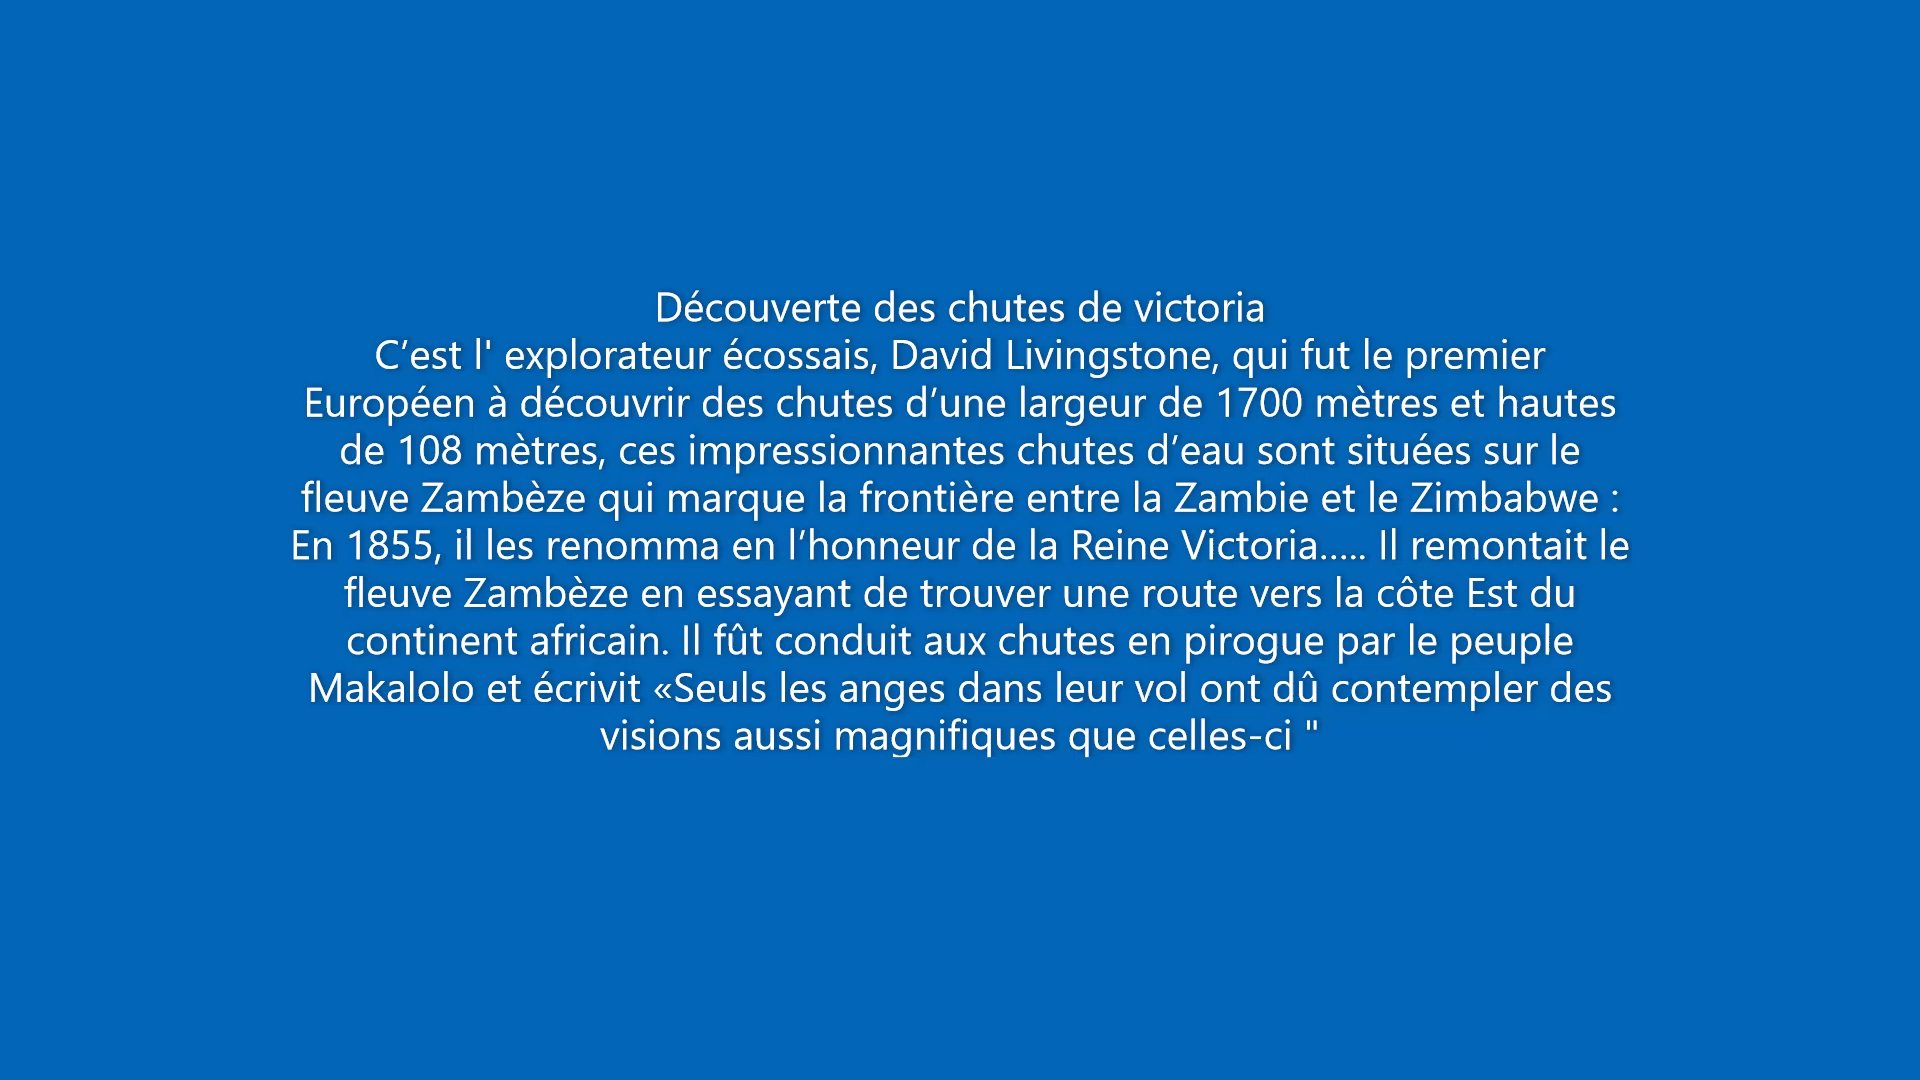 Découverte des chutes de victoria
C’est l' explorateur écossais, David Livingstone, qui fut le premier
Européen à découvrir des chutes d’une largeur de 1700 mètres et hautes
de 108 mètres, ces impressionnantes chutes d’eau sont situées sur le
fleuve Zambèze qui marque la frontière entre la Zambie et le Zimbabwe :
En 1855, il les renomma en l’honneur de la Reine Victoria..... Il remontait le
fleuve Zambèze en essayant de trouver une route vers la côte Est du
continent africain. Il fût conduit aux chutes en pirogue par le peuple
Makalolo et écrivit «Seuls les anges dans leur vol ont dû contempler des
visions aussi magnifiques que celles-ci "